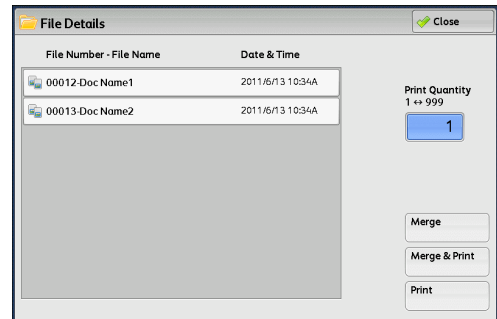 File Details
Close
File Number - File Name
Date & Time
00012-Doc Name1
2011/6/13 10:34A
00013-Doc Name2
2011/6/13 10:34A
Print Quantity
1 ↔ 999
1
Merge
Merge & Print
Print